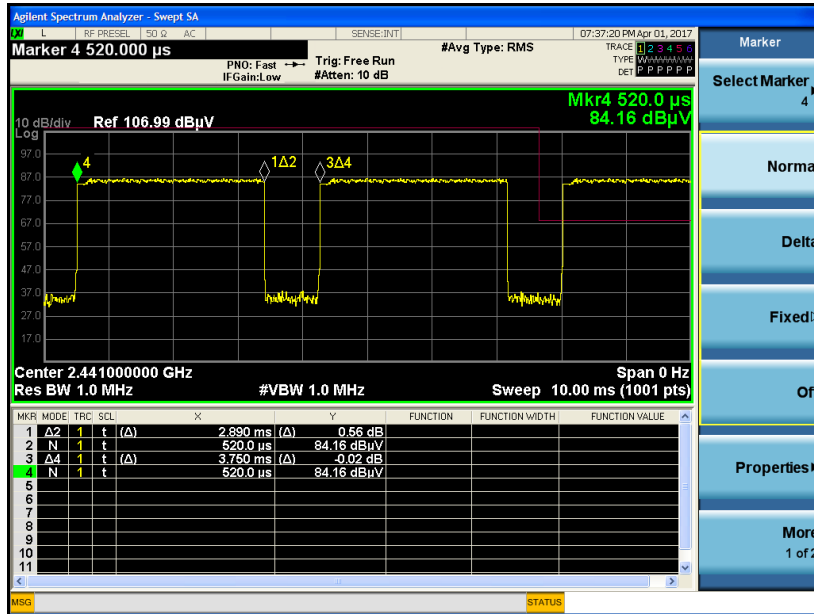 Agilent Spectrum Analyzer - Swept SA
LXI L RF PRESEL 50 Ω AC SENSE:INT 07:37:20 PM Apr 01, 2017
Marker 4 520.000 µs
PNO: Fast
IFGain:Low
Trig: Free Run
#Atten: 10 dB
#Avg Type: RMS
TRACE 1 2 3 4 5 6
TYPE W
DET P P P P P P
Mkr4 520.0 µs
84.16 dBµV
10 dB/div Ref 106.99 dBµV
Log
97.0
87.0
77.0
67.0
57.0
47.0
37.0
27.0
17.0
4
1Δ2
3Δ4
Center 2.441000000 GHz Span 0 Hz
Res BW 1.0 MHz #VBW 1.0 MHz Sweep 10.00 ms (1001 pts)
MKR MODE TRC SCL X Y FUNCTION FUNCTION WIDTH FUNCTION VALUE
1 Δ2 1 t (Δ) 2.890 ms (Δ) 0.56 dB
2 N 1 t 520.0 µs 84.16 dBµV
3 Δ4 1 t (Δ) 3.750 ms (Δ) -0.02 dB
4 N 1 t 520.0 µs 84.16 dBµV
5
6
7
8
9
10
11
MSG STATUS
Marker
Select Marker
4
Norma
Delta
Fixed
Of
Properties
More
1 of 2